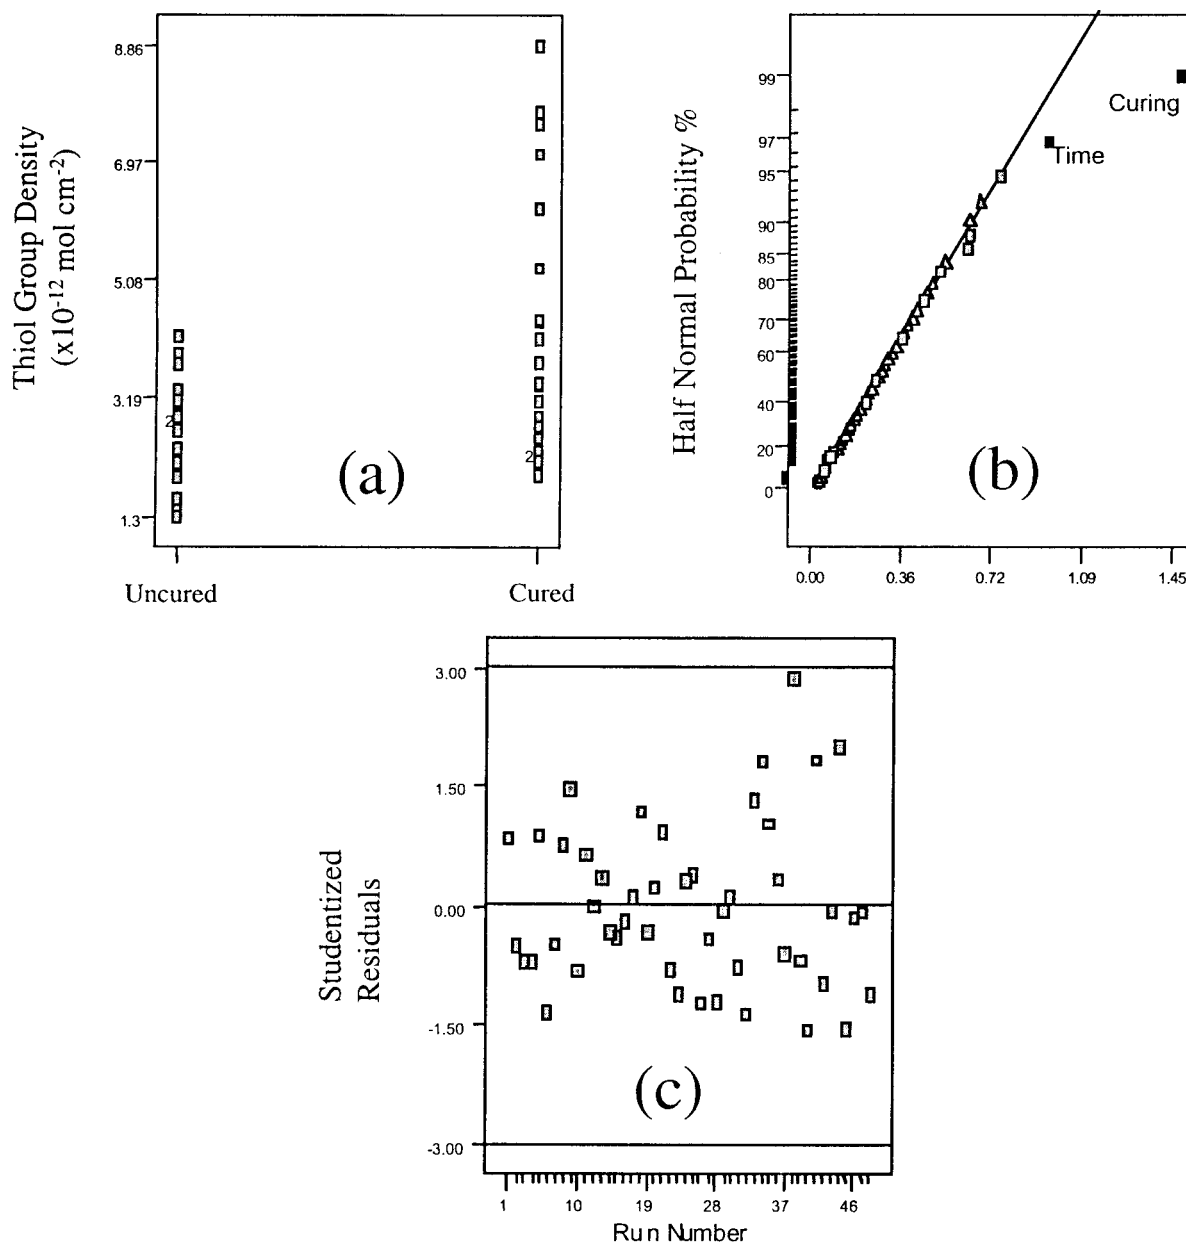 Thiol Group Density
(x10⁻¹² mol cm⁻²)
8.86
6.97
5.08
3.19
1.3
2
2
(a)
Uncured
Cured
Half Normal Probability %
99
97
95
90
85
80
70
60
40
20
0
Curing
Time
(b)
0.00
0.36
0.72
1.09
1.45
Studentized
Residuals
3.00
1.50
0.00
-1.50
-3.00
(c)
1
10
19
28
37
46
Run Number